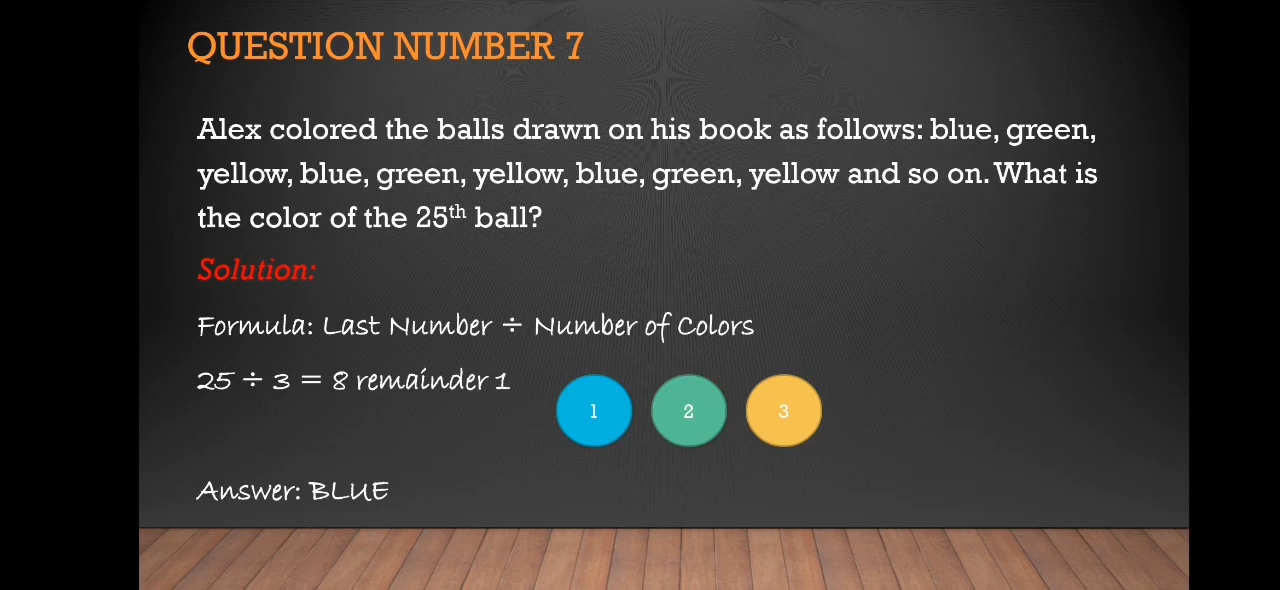 QUESTION NUMBER 7
Alex colored the balls drawn on his book as follows: blue, green,
yellow, blue, green, yellow, blue, green, yellow and so on. What is
the color of the 25th ball?
Solution:
Formula: Last Number ÷ Number of Colors
25 ÷ 3 = 8 remainder 1
1 2 3
Answer: BLUE